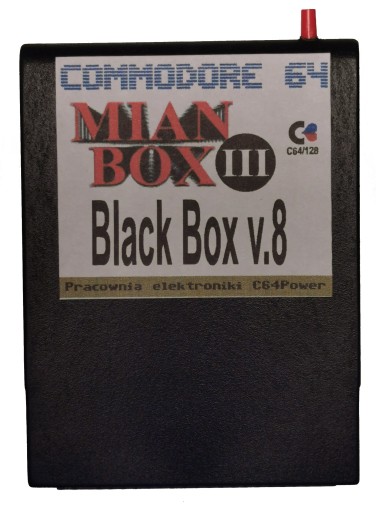 COMMODORE 64
MIAN
BOX III
C64/128
Black Box v.8
Pracownia elektroniki C64Power